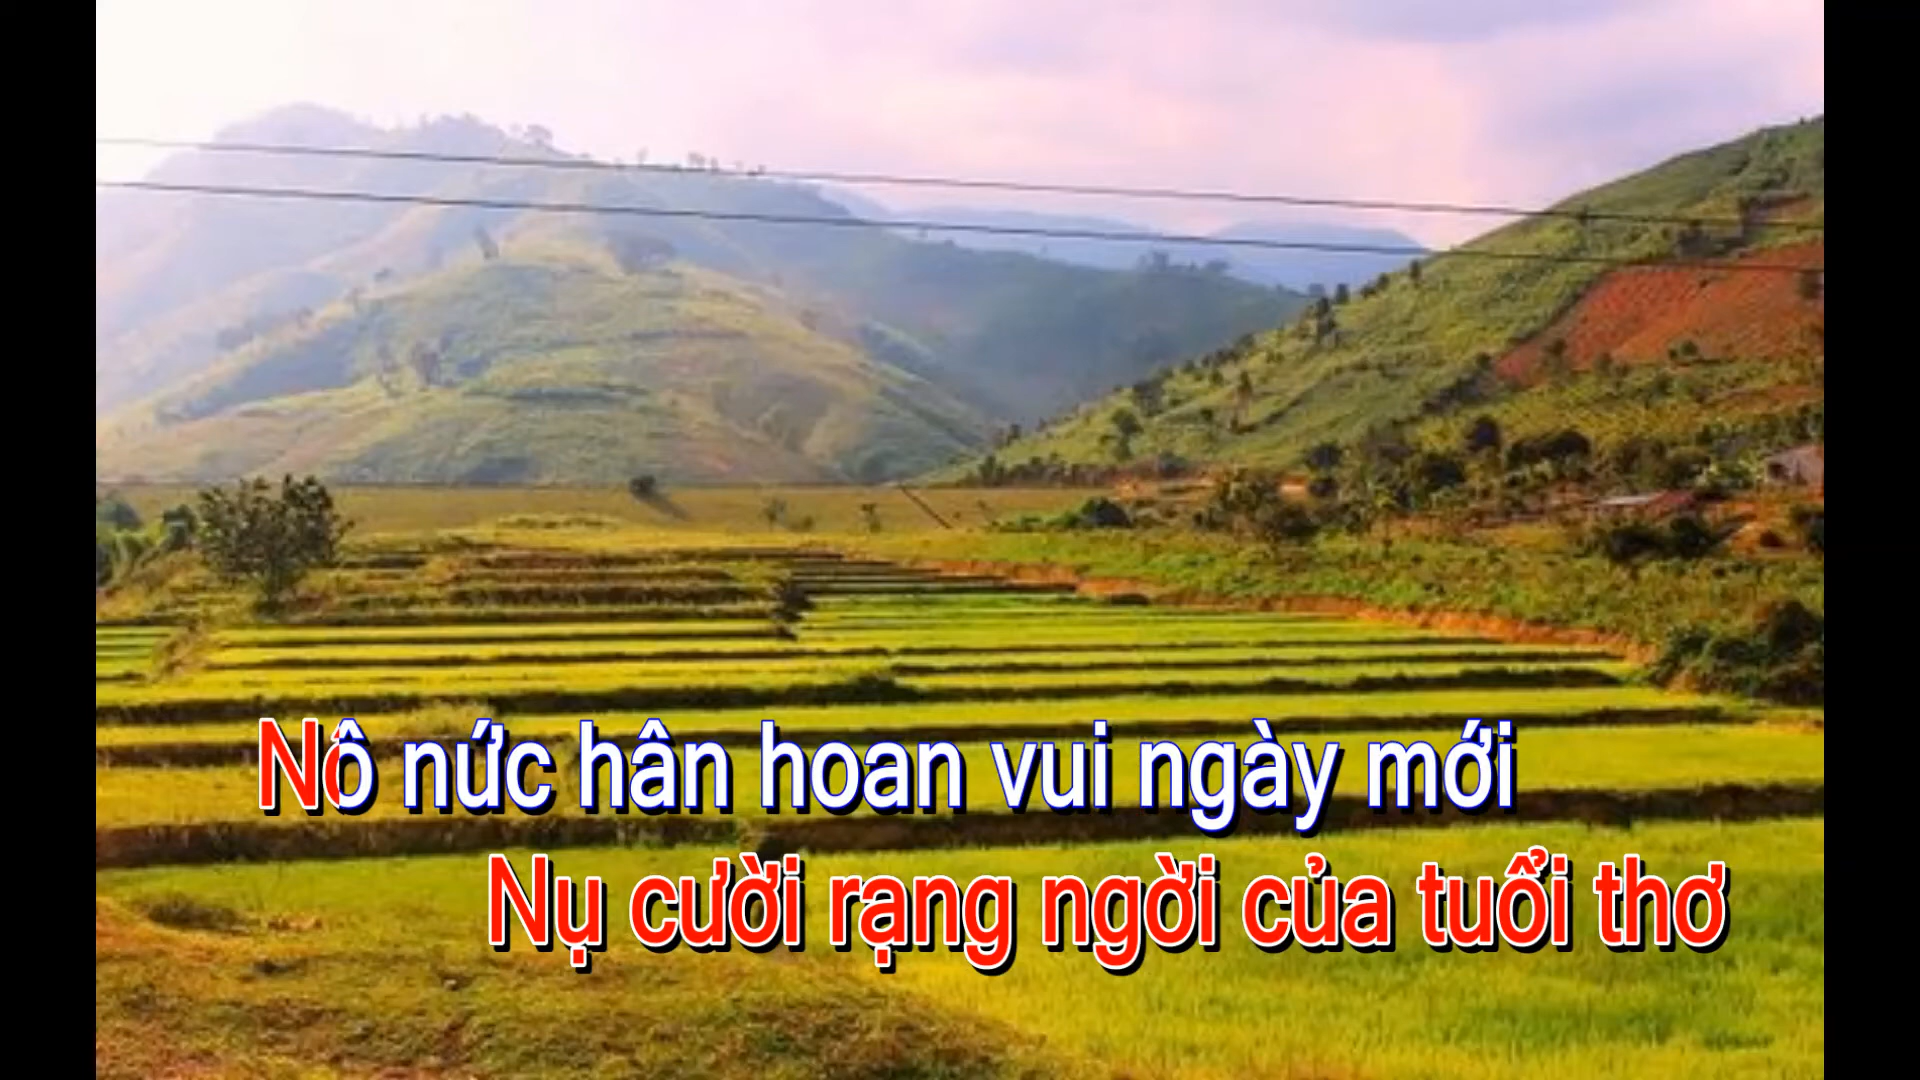 Nô nức hân hoan vui ngày mới
Nụ cười rạng ngời của tuổi thơ